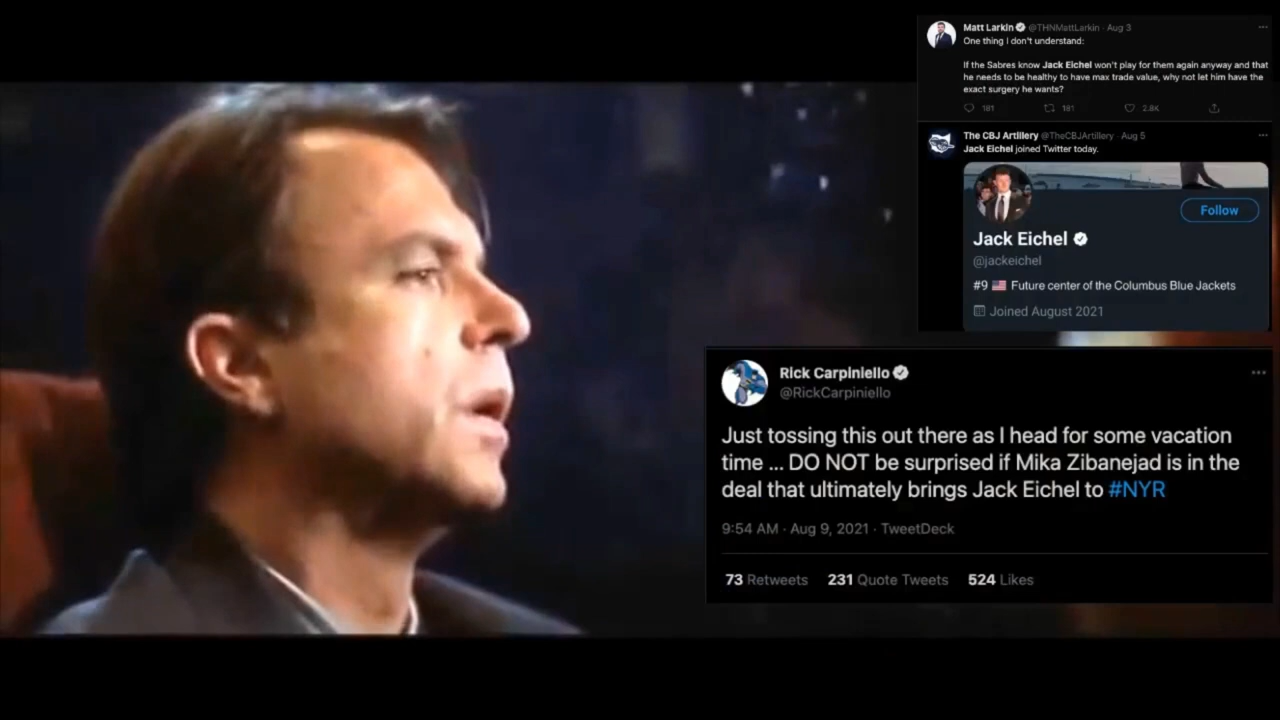 Matt Larkin @THNMattLarkin · Aug 3
One thing I don't understand:
If the Sabres know Jack Eichel won't play for them again anyway and that
he needs to be healthy to have max trade value, why not let him have the
exact surgery he wants?
181 181 2.8K
The CBJ Artillery @TheCBJArtillery · Aug 5
Jack Eichel joined Twitter today.
Follow
Jack Eichel
@jackeichel
#9 🇺🇸 Future center of the Columbus Blue Jackets
Joined August 2021
Rick Carpiniello
@RickCarpiniello
Just tossing this out there as I head for some vacation
time ... DO NOT be surprised if Mika Zibanejad is in the
deal that ultimately brings Jack Eichel to #NYR
9:54 AM · Aug 9, 2021 · TweetDeck
73 Retweets 231 Quote Tweets 524 Likes